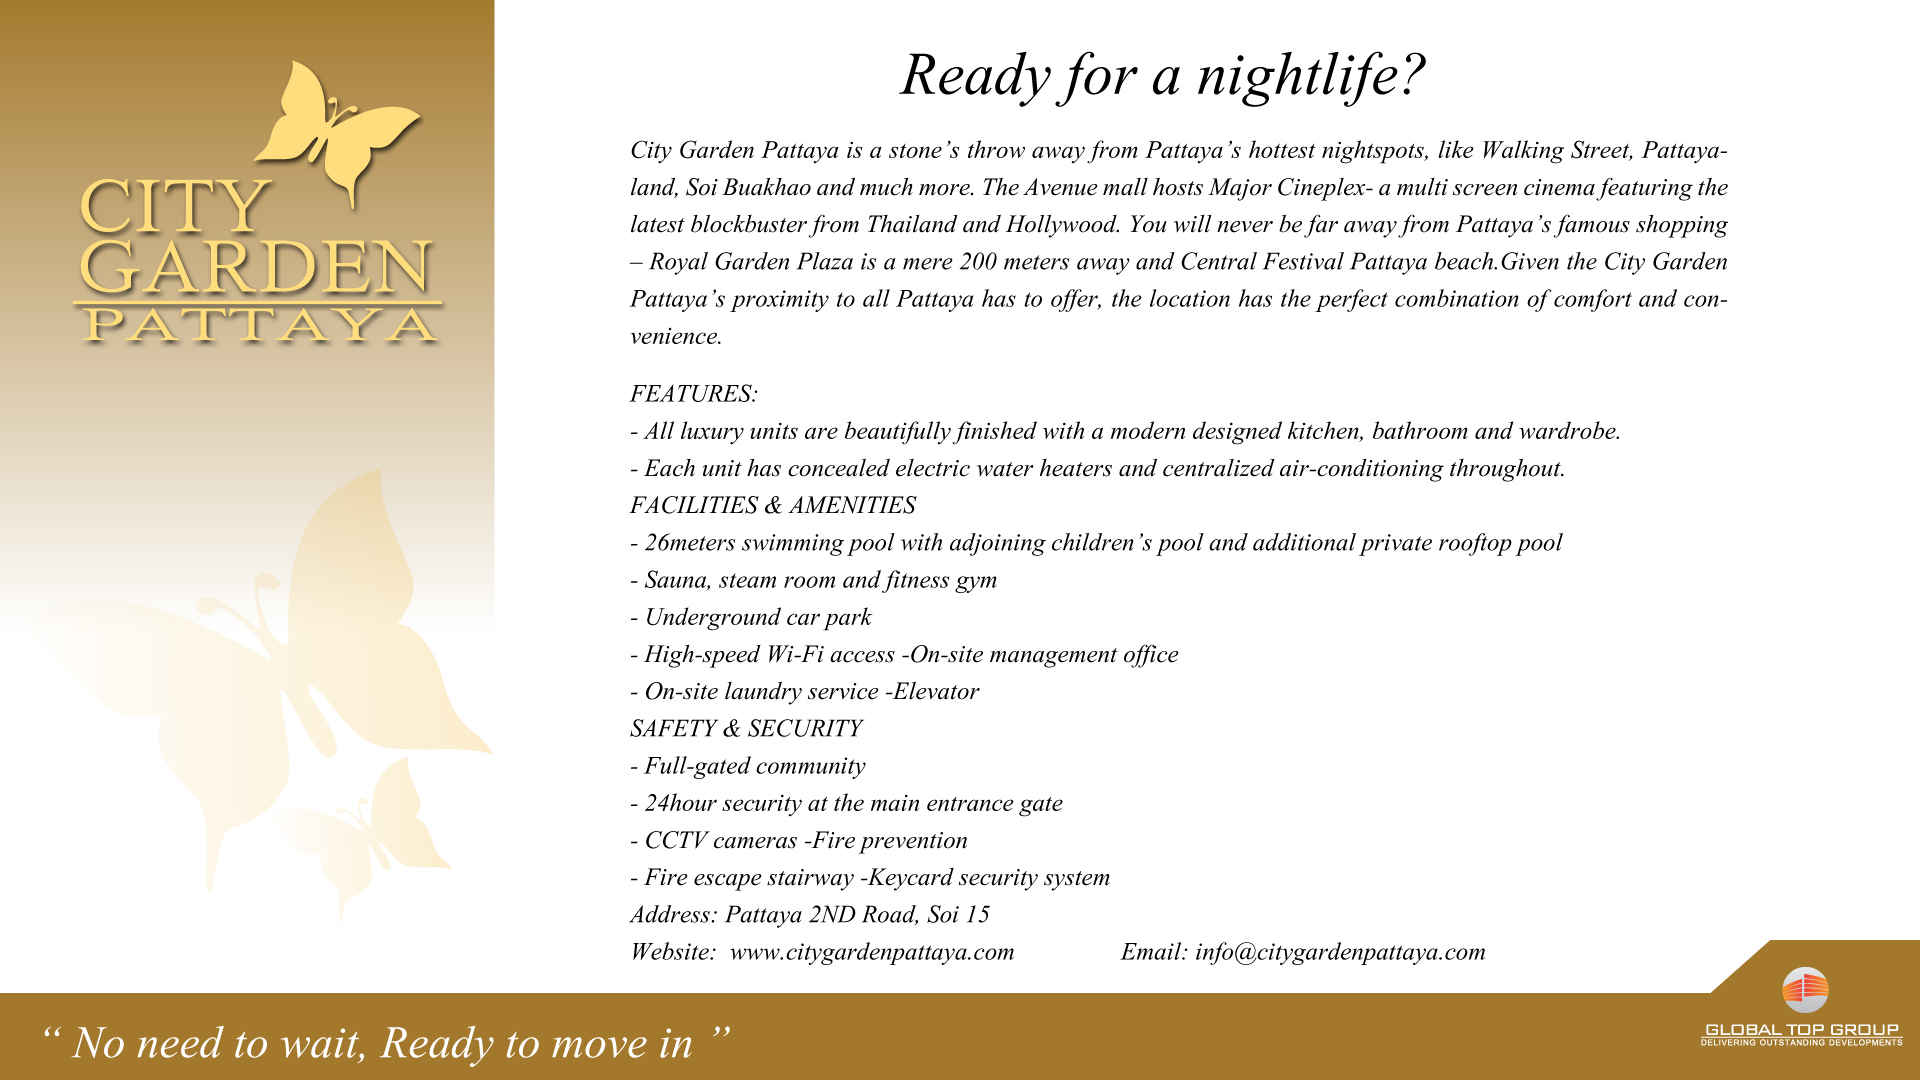 CITY
GARDEN
PATTAYA
Ready for a nightlife?
City Garden Pattaya is a stone’s throw away from Pattaya’s hottest nightspots, like Walking Street, Pattaya-
land, Soi Buakhao and much more. The Avenue mall hosts Major Cineplex- a multi screen cinema featuring the
latest blockbuster from Thailand and Hollywood. You will never be far away from Pattaya’s famous shopping
– Royal Garden Plaza is a mere 200 meters away and Central Festival Pattaya beach.Given the City Garden
Pattaya’s proximity to all Pattaya has to offer, the location has the perfect combination of comfort and con-
venience.
FEATURES:
- All luxury units are beautifully finished with a modern designed kitchen, bathroom and wardrobe.
- Each unit has concealed electric water heaters and centralized air-conditioning throughout.
FACILITIES & AMENITIES
- 26meters swimming pool with adjoining children’s pool and additional private rooftop pool
- Sauna, steam room and fitness gym
- Underground car park
- High-speed Wi-Fi access -On-site management office
- On-site laundry service -Elevator
SAFETY & SECURITY
- Full-gated community
- 24hour security at the main entrance gate
- CCTV cameras -Fire prevention
- Fire escape stairway -Keycard security system
Address: Pattaya 2ND Road, Soi 15
Website:  www.citygardenpattaya.com Email: info@citygardenpattaya.com
“ No need to wait, Ready to move in ”
GLOBAL TOP GROUP
DELIVERING OUTSTANDING DEVELOPMENTS